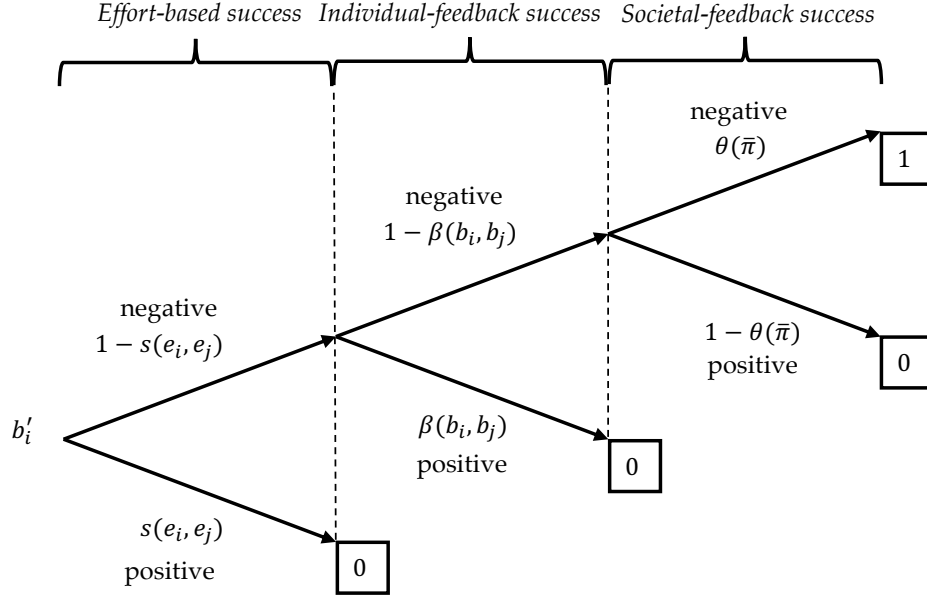 Effort-based success
Individual-feedback success
Societal-feedback success
negative
θ(π̅)
1
negative
1 − β(b_i, b_j)
negative
1 − s(e_i, e_j)
1 − θ(π̅)
positive
0
b_i′
β(b_i, b_j)
positive
0
s(e_i, e_j)
positive
0